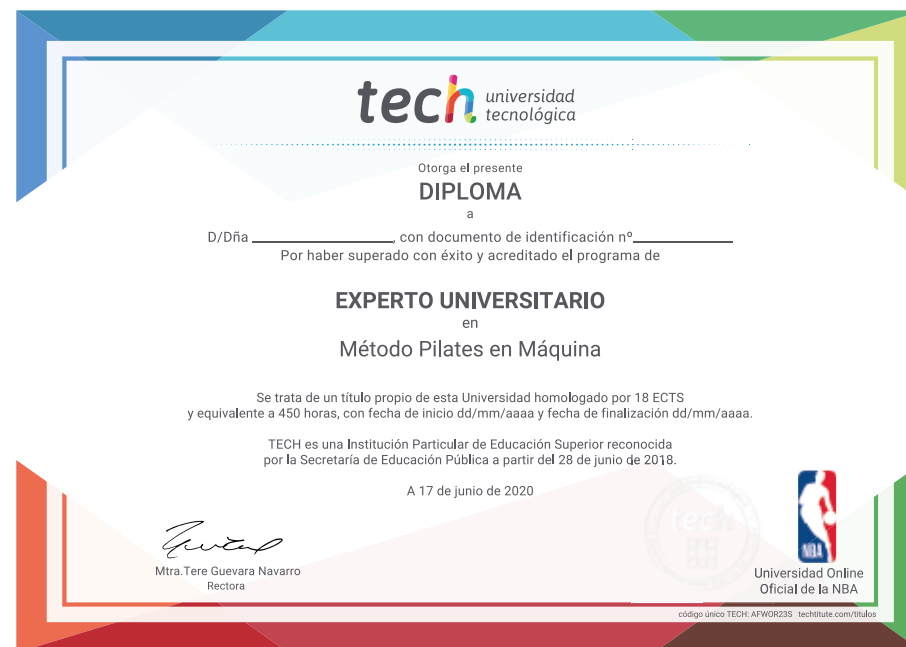 tech universidad
tecnológica
Otorga el presente
DIPLOMA
a
D/Dña ____________________, con documento de identificación nº______________
Por haber superado con éxito y acreditado el programa de
EXPERTO UNIVERSITARIO
en
Método Pilates en Máquina
Se trata de un título propio de esta Universidad homologado por 18 ECTS
y equivalente a 450 horas, con fecha de inicio dd/mm/aaaa y fecha de finalización dd/mm/aaaa.
TECH es una Institución Particular de Educación Superior reconocida
por la Secretaría de Educación Pública a partir del 28 de junio de 2018.
A 17 de junio de 2020
tech
NBA
Mtra.Tere Guevara Navarro
Rectora
Universidad Online
Oficial de la NBA
código único TECH: AFWOR23S techtitute.com/titulos